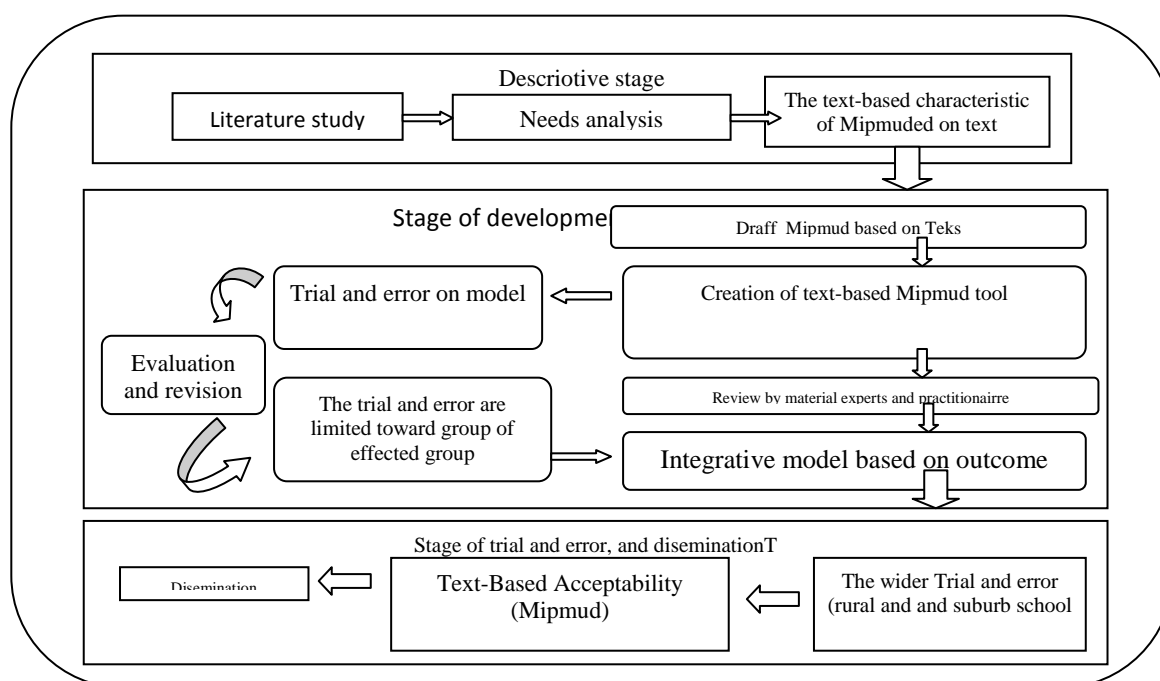 Descriotive stage
Literature study
Needs analysis
The text-based characteristic
of Mipmuded on text
Stage of developmen
Draff Mipmud based on Teks
Trial and error on model
Creation of text-based Mipmud tool
Evaluation
and revision
The trial and error are
limited toward group of
effected group
Review by material experts and practitionairre
Integrative model based on outcome
Stage of trial and error, and diseminationT
Disemination
Text-Based Acceptability
(Mipmud)
The wider Trial and error
(rural and and suburb school